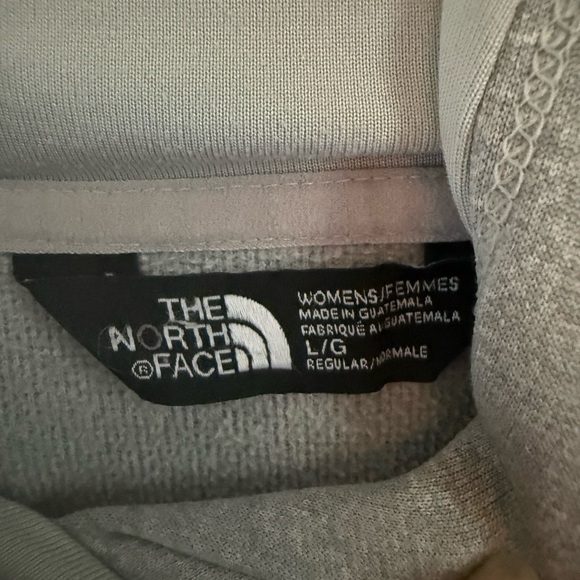 THE
NORTH
® FACE
WOMENS/FEMMES
MADE IN GUATEMALA
FABRIQUÉ AU GUATEMALA
L/G
REGULAR/NORMALE